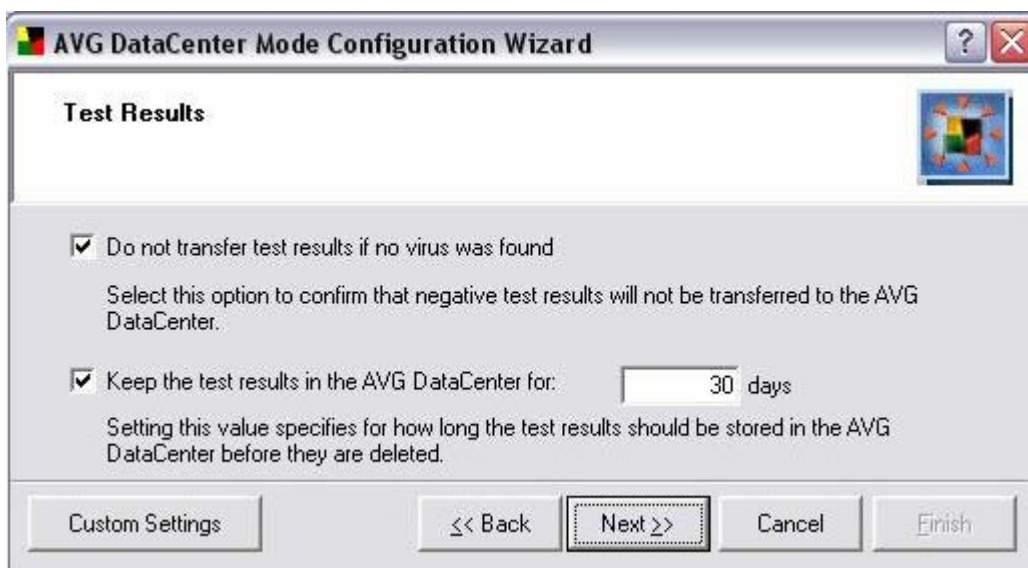 AVG DataCenter Mode Configuration Wizard
?
Test Results
Do not transfer test results if no virus was found
Select this option to confirm that negative test results will not be transferred to the AVG
DataCenter.
Keep the test results in the AVG DataCenter for: 30 days
Setting this value specifies for how long the test results should be stored in the AVG
DataCenter before they are deleted.
Custom Settings << Back Next >> Cancel Finish